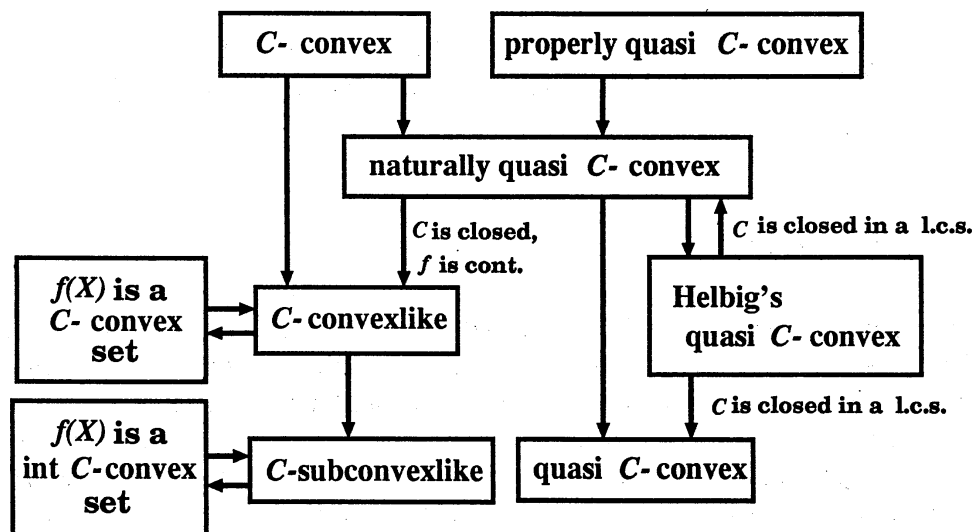 C- convex
properly quasi C- convex
naturally quasi C- convex
C is closed,
f is cont.
C is closed in a l.c.s.
f(X) is a
C- convex
set
C- convexlike
Helbig's
quasi C- convex
C is closed in a l.c.s.
f(X) is a
int C-convex
set
C-subconvexlike
quasi C- convex